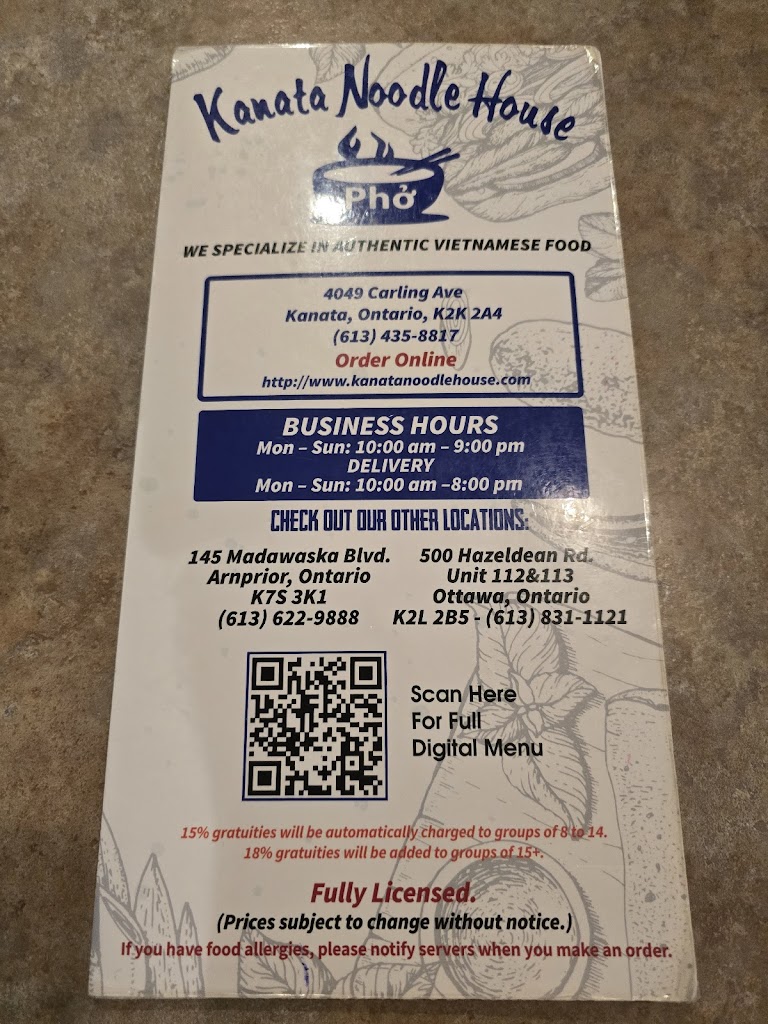 Kanata Noodle House
Phở
WE SPECIALIZE IN AUTHENTIC VIETNAMESE FOOD
4049 Carling Ave
Kanata, Ontario, K2K 2A4
(613) 435-8817
Order Online
http://www.kanatanoodlehouse.com
BUSINESS HOURS
Mon – Sun: 10:00 am – 9:00 pm
DELIVERY
Mon – Sun: 10:00 am –8:00 pm
CHECK OUT OUR OTHER LOCATIONS:
145 Madawaska Blvd.
Arnprior, Ontario
K7S 3K1
(613) 622-9888
500 Hazeldean Rd.
Unit 112&113
Ottawa, Ontario
K2L 2B5 - (613) 831-1121
Scan Here
For Full
Digital Menu
15% gratuities will be automatically charged to groups of 8 to 14.
18% gratuities will be added to groups of 15+.
Fully Licensed.
(Prices subject to change without notice.)
If you have food allergies, please notify servers when you make an order.